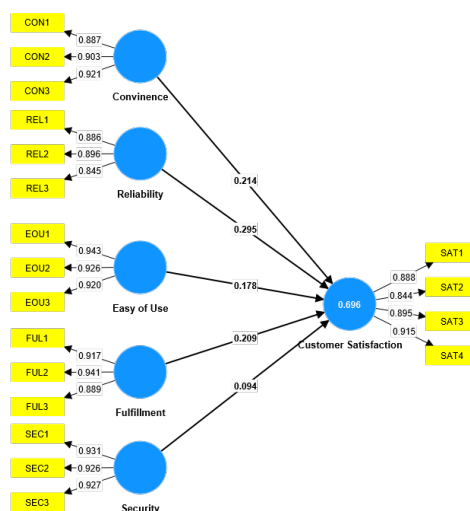 CON1
0.887
CON2
0.903
0.921
CON3
Convinence
REL1
0.886
REL2
0.896
0.845
REL3
Reliability
EOU1
0.943
EOU2
0.926
0.920
EOU3
Easy of Use
FUL1
0.917
FUL2
0.941
0.889
FUL3
Fulfillment
SEC1
0.931
SEC2
0.926
0.927
SEC3
Security
0.214
0.295
0.178
0.209
0.094
0.696
Customer Satisfaction
SAT1
0.888
SAT2
0.844
0.895
SAT3
0.915
SAT4